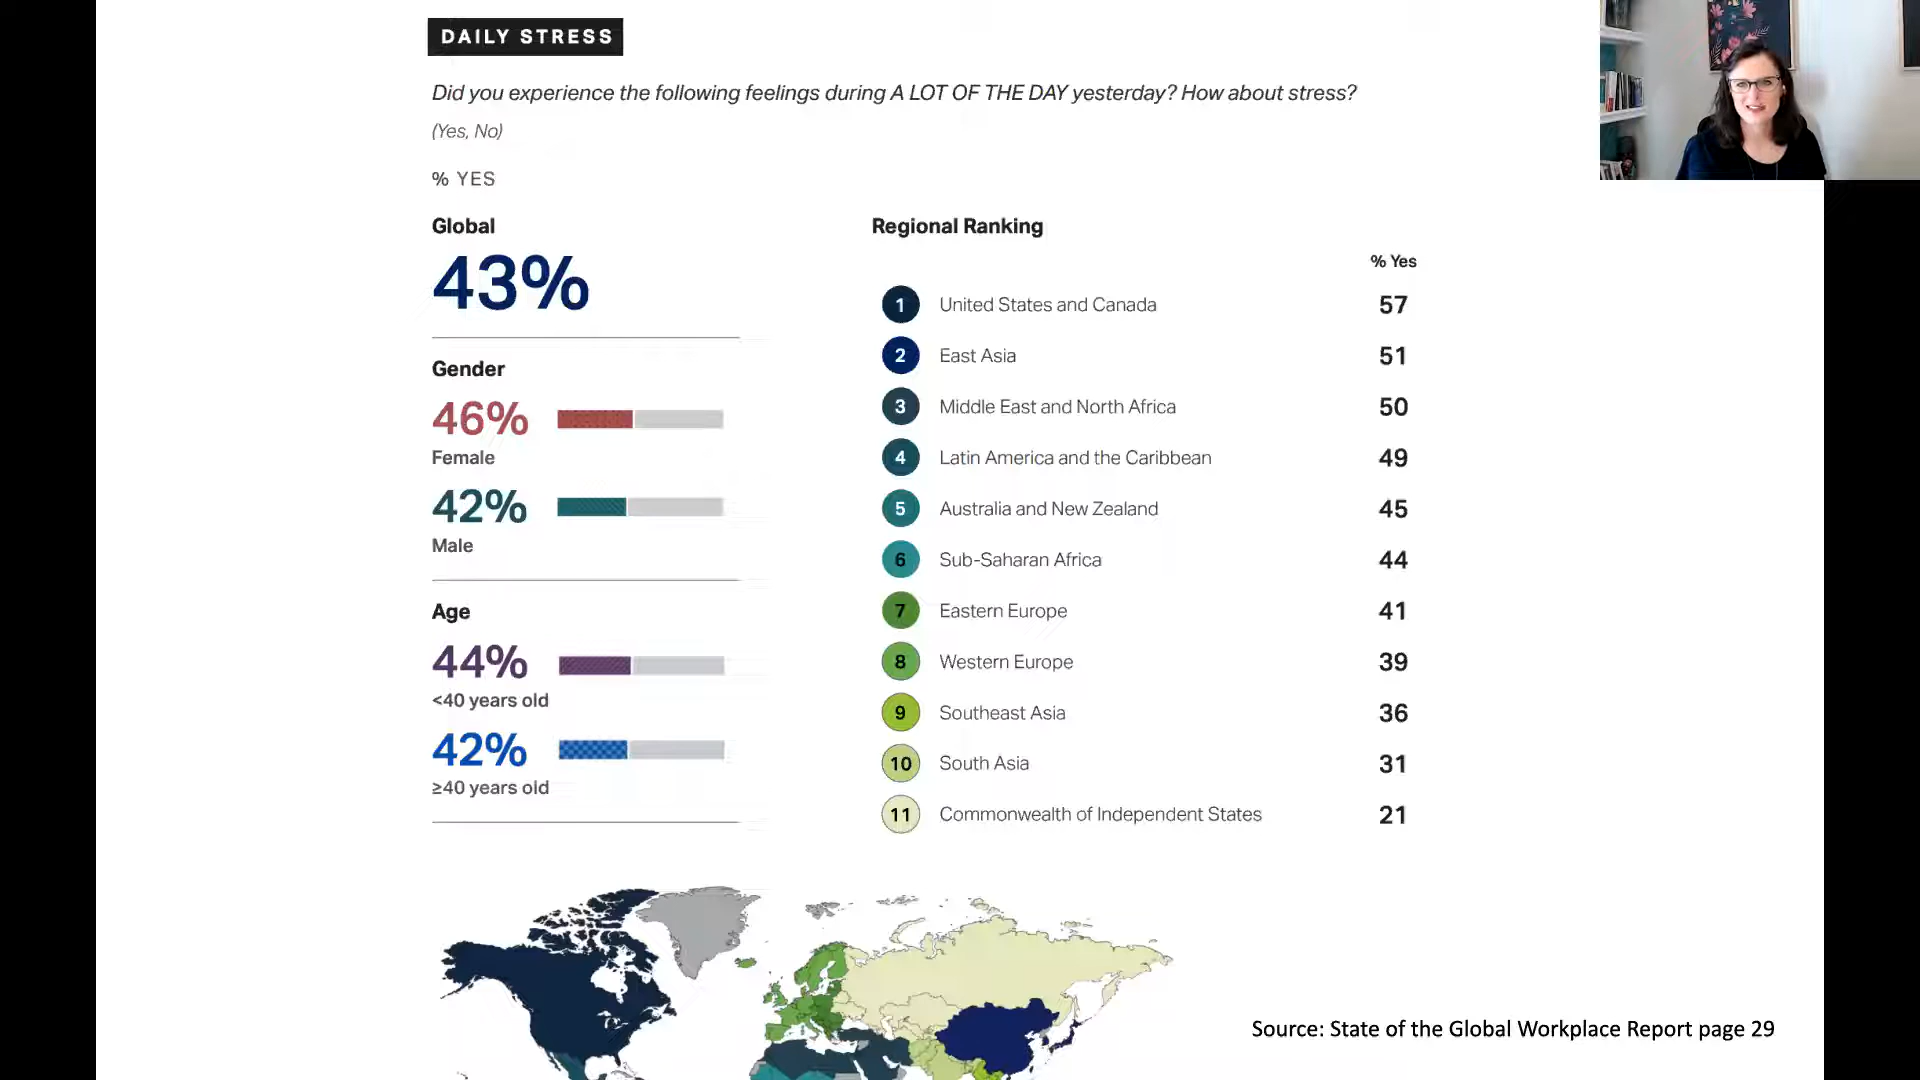 DAILY STRESS
Did you experience the following feelings during A LOT OF THE DAY yesterday? How about stress?
(Yes, No)
% YES
Global
43%
Gender
46%
Female
42%
Male
Age
44%
<40 years old
42%
≥40 years old
Regional Ranking
% Yes
1 United States and Canada 57
2 East Asia 51
3 Middle East and North Africa 50
4 Latin America and the Caribbean 49
5 Australia and New Zealand 45
6 Sub-Saharan Africa 44
7 Eastern Europe 41
8 Western Europe 39
9 Southeast Asia 36
10 South Asia 31
11 Commonwealth of Independent States 21
Source: State of the Global Workplace Report page 29